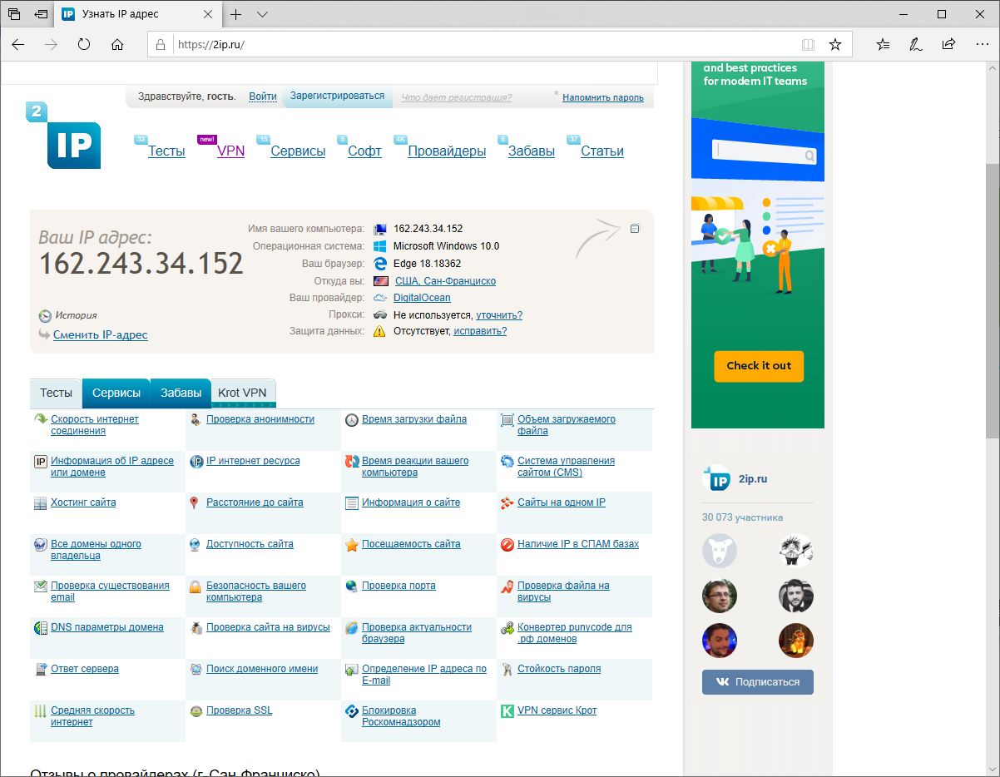 Узнать IP адрес
https://2ip.ru/
and best practices
for modern IT teams
Здравствуйте, гость. Войти Зарегистрироваться Что дает регистрация? * Напомнить пароль
2
IP
32 Тесты new! VPN 15 Сервисы 5 Софт 4K Провайдеры 6 Забавы 37 Статьи
Ваш IP адрес:
162.243.34.152
История
Сменить IP-адрес
Имя вашего компьютера: 162.243.34.152
Операционная система: Microsoft Windows 10.0
Ваш браузер: Edge 18.18362
Откуда вы: США, Сан-Франциско
Ваш провайдер: DigitalOcean
Прокси: Не используется, уточнить?
Защита данных: Отсутствует, исправить?
Check it out
Тесты Сервисы Забавы Krot VPN
Скорость интернет
соединения
Проверка анонимности
Время загрузки файла
Объем загружаемого
файла
IP
Информация об IP адресе
или домене
IP интернет ресурса
Время реакции вашего
компьютера
Система управления
сайтом (CMS)
Хостинг сайта
Расстояние до сайта
Информация о сайте
Сайты на одном IP
Все домены одного
владельца
Доступность сайта
Посещаемость сайта
Наличие IP в СПАМ базах
Проверка существования
email
Безопасность вашего
компьютера
Проверка порта
Проверка файла на
вирусы
DNS параметры домена
Проверка сайта на вирусы
Проверка актуальности
браузера
Конвертер punycode для
.рф доменов
Ответ сервера
Поиск доменного имени
Определение IP адреса по
E-mail
Стойкость пароля
Средняя скорость
интернет
Проверка SSL
Блокировка
Роскомнадзором
K
VPN сервис Крот
IP
2ip.ru
30 073 участника
Подписаться
Отзывы о провайдерах (г. Сан-Франциско)